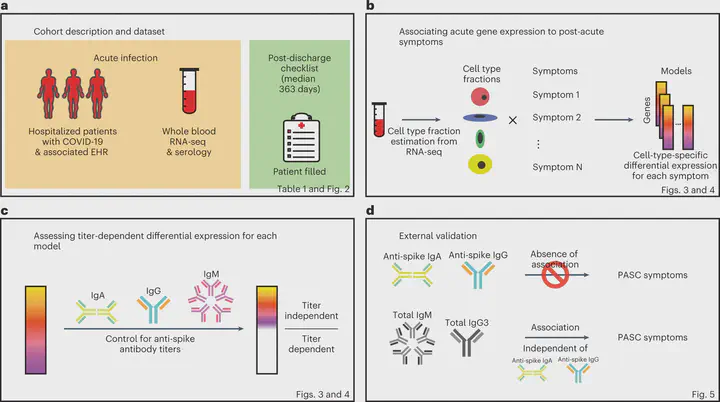 a
Cohort description and dataset
Acute infection
Hospitalized patients
with COVID-19
& associated EHR
Whole blood
RNA-seq
& serology
Post-discharge
checklist
(median
363 days)
Patient filled
Table 1 and Fig. 2
b
Associating acute gene expression to post-acute
symptoms
Cell type
fractions
Cell type fraction
estimation from
RNA-seq
×
Symptoms
Symptom 1
Symptom 2
⋮
Symptom N
Models
Genes
...
Cell-type-specific
differential expression
for each symptom
Figs. 3 and 4
c
Assessing titer-dependent differential expression for each
model
IgA
IgG
IgM
Control for anti-spike
antibody titers
Titer
independent
Titer
dependent
Figs. 3 and 4
d
External validation
Anti-spike IgA
Anti-spike IgG
Absence of
association
PASC symptoms
Total IgM
Total IgG3
Association
Independent of
Anti-spike IgA
Anti-spike IgG
PASC symptoms
Fig. 5